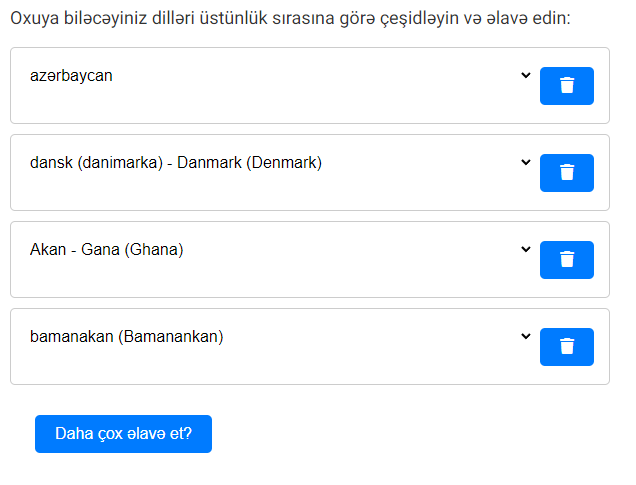 Oxuya biləcəyiniz dilləri üstünlük sırasına görə çeşidləyin və əlavə edin:
azərbaycan
dansk (danimarka) - Danmark (Denmark)
Akan - Gana (Ghana)
bamanakan (Bamanankan)
Daha çox əlavə et?